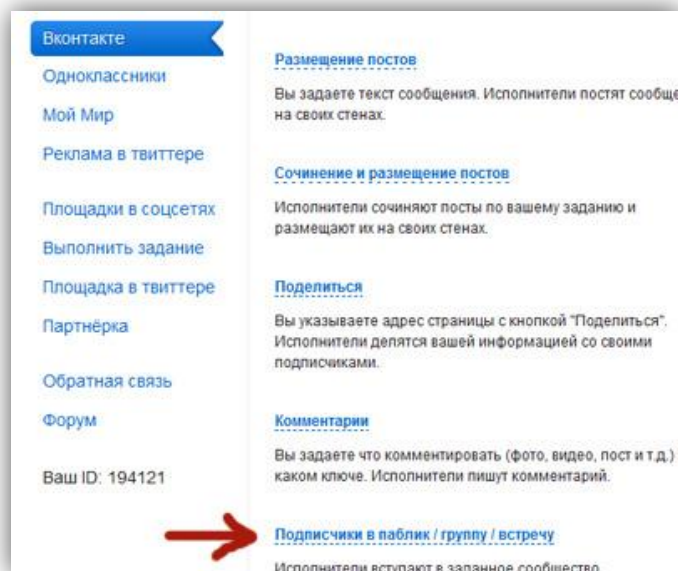 Вконтакте
Одноклассники
Мой Мир
Реклама в твиттере
Площадки в соцсетях
Выполнить задание
Площадка в твиттере
Партнёрка
Обратная связь
Форум
Ваш ID: 194121
Размещение постов
Вы задаете текст сообщения. Исполнители постят сообще
на своих стенах.
Сочинение и размещение постов
Исполнители сочиняют посты по вашему заданию и
размещают их на своих стенах.
Поделиться
Вы указываете адрес страницы с кнопкой "Поделиться".
Исполнители делятся вашей информацией со своими
подписчиками.
Комментарии
Вы задаете что комментировать (фото, видео, пост и т.д.)
каком ключе. Исполнители пишут комментарий.
Подписчики в паблик / группу / встречу
Исполнители вступают в заданное сообщество